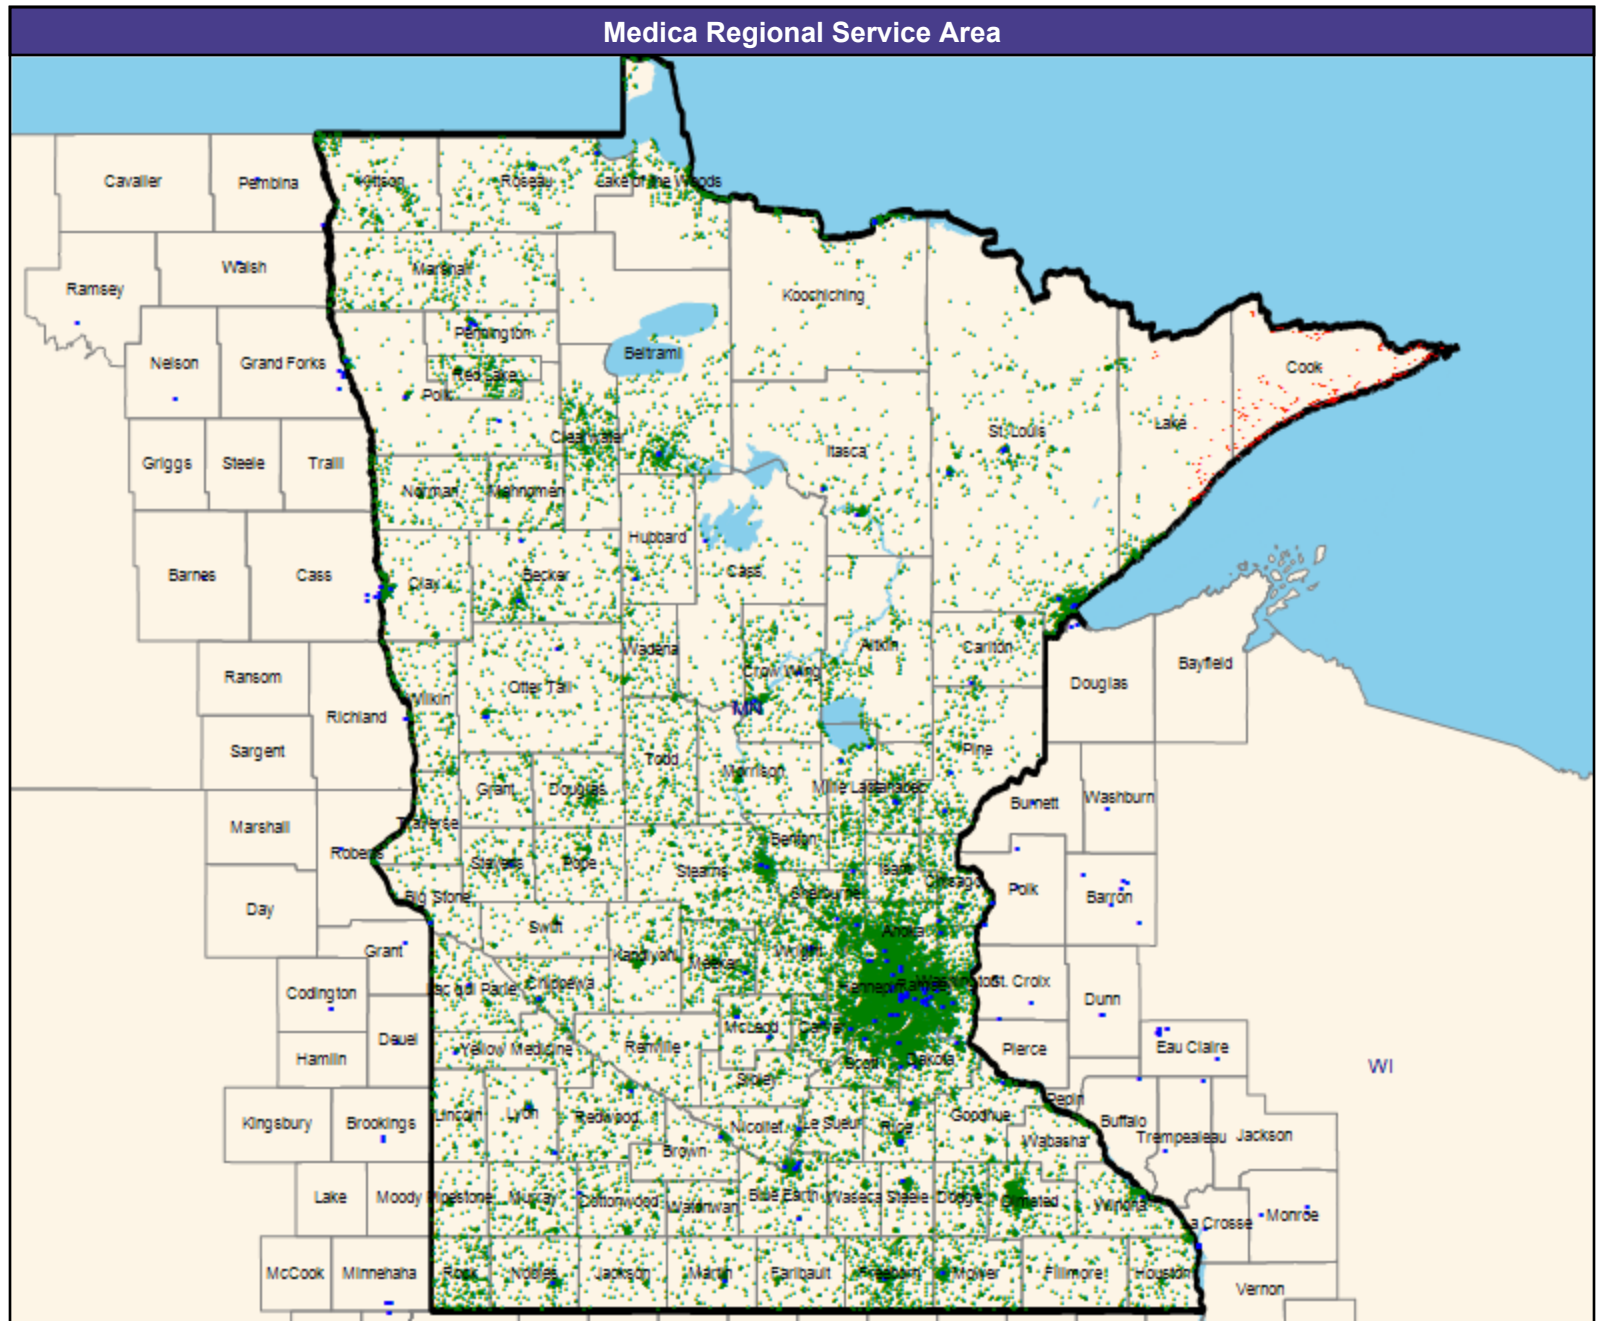 Medica Regional Service Area
Cavalier
Pembina
Kittson
Roseau
Lake of the Woods
Walsh
Ramsey
Marshall
Koochiching
Pennington
Beltrami
Nelson
Grand Forks
Red Lake
Polk
Cook
Lake
Clearwater
St. Louis
Itasca
Griggs
Steele
Traill
Norman
Mahnomen
Hubbard
Barnes
Cass
Clay
Becker
Cass
Wadena
Crow Wing
Aitkin
Carlton
Ransom
Otter Tail
Wilkin
Richland
MN
Douglas
Bayfield
Sargent
Todd
Morrison
Pine
Grant
Douglas
Mille Lacs
Kanabec
Burnett
Washburn
Marshall
Traverse
Roberts
Benton
Stevens
Pope
Stearns
Isanti
Sherburne
Chisago
Polk
Barron
Big Stone
Day
Swift
Anoka
Grant
Kandiyohi
Meeker
Wright
Codington
Lac qui Parle
Chippewa
Hennepin
Ramsey
Washington
St. Croix
Dunn
McLeod
Carver
Deuel
Hamlin
Yellow Medicine
Renville
Scott
Dakota
Pierce
Eau Claire
WI
Sibley
Pepin
Kingsbury
Brookings
Lincoln
Lyon
Redwood
Nicollet
Le Sueur
Rice
Goodhue
Wabasha
Buffalo
Trempealeau
Jackson
Brown
Lake
Moody
Pipestone
Murray
Cottonwood
Watonwan
Blue Earth
Waseca
Steele
Dodge
Olmsted
Winona
La Crosse
Monroe
McCook
Minnehaha
Rock
Nobles
Jackson
Martin
Faribault
Freeborn
Mower
Fillmore
Houston
Vernon